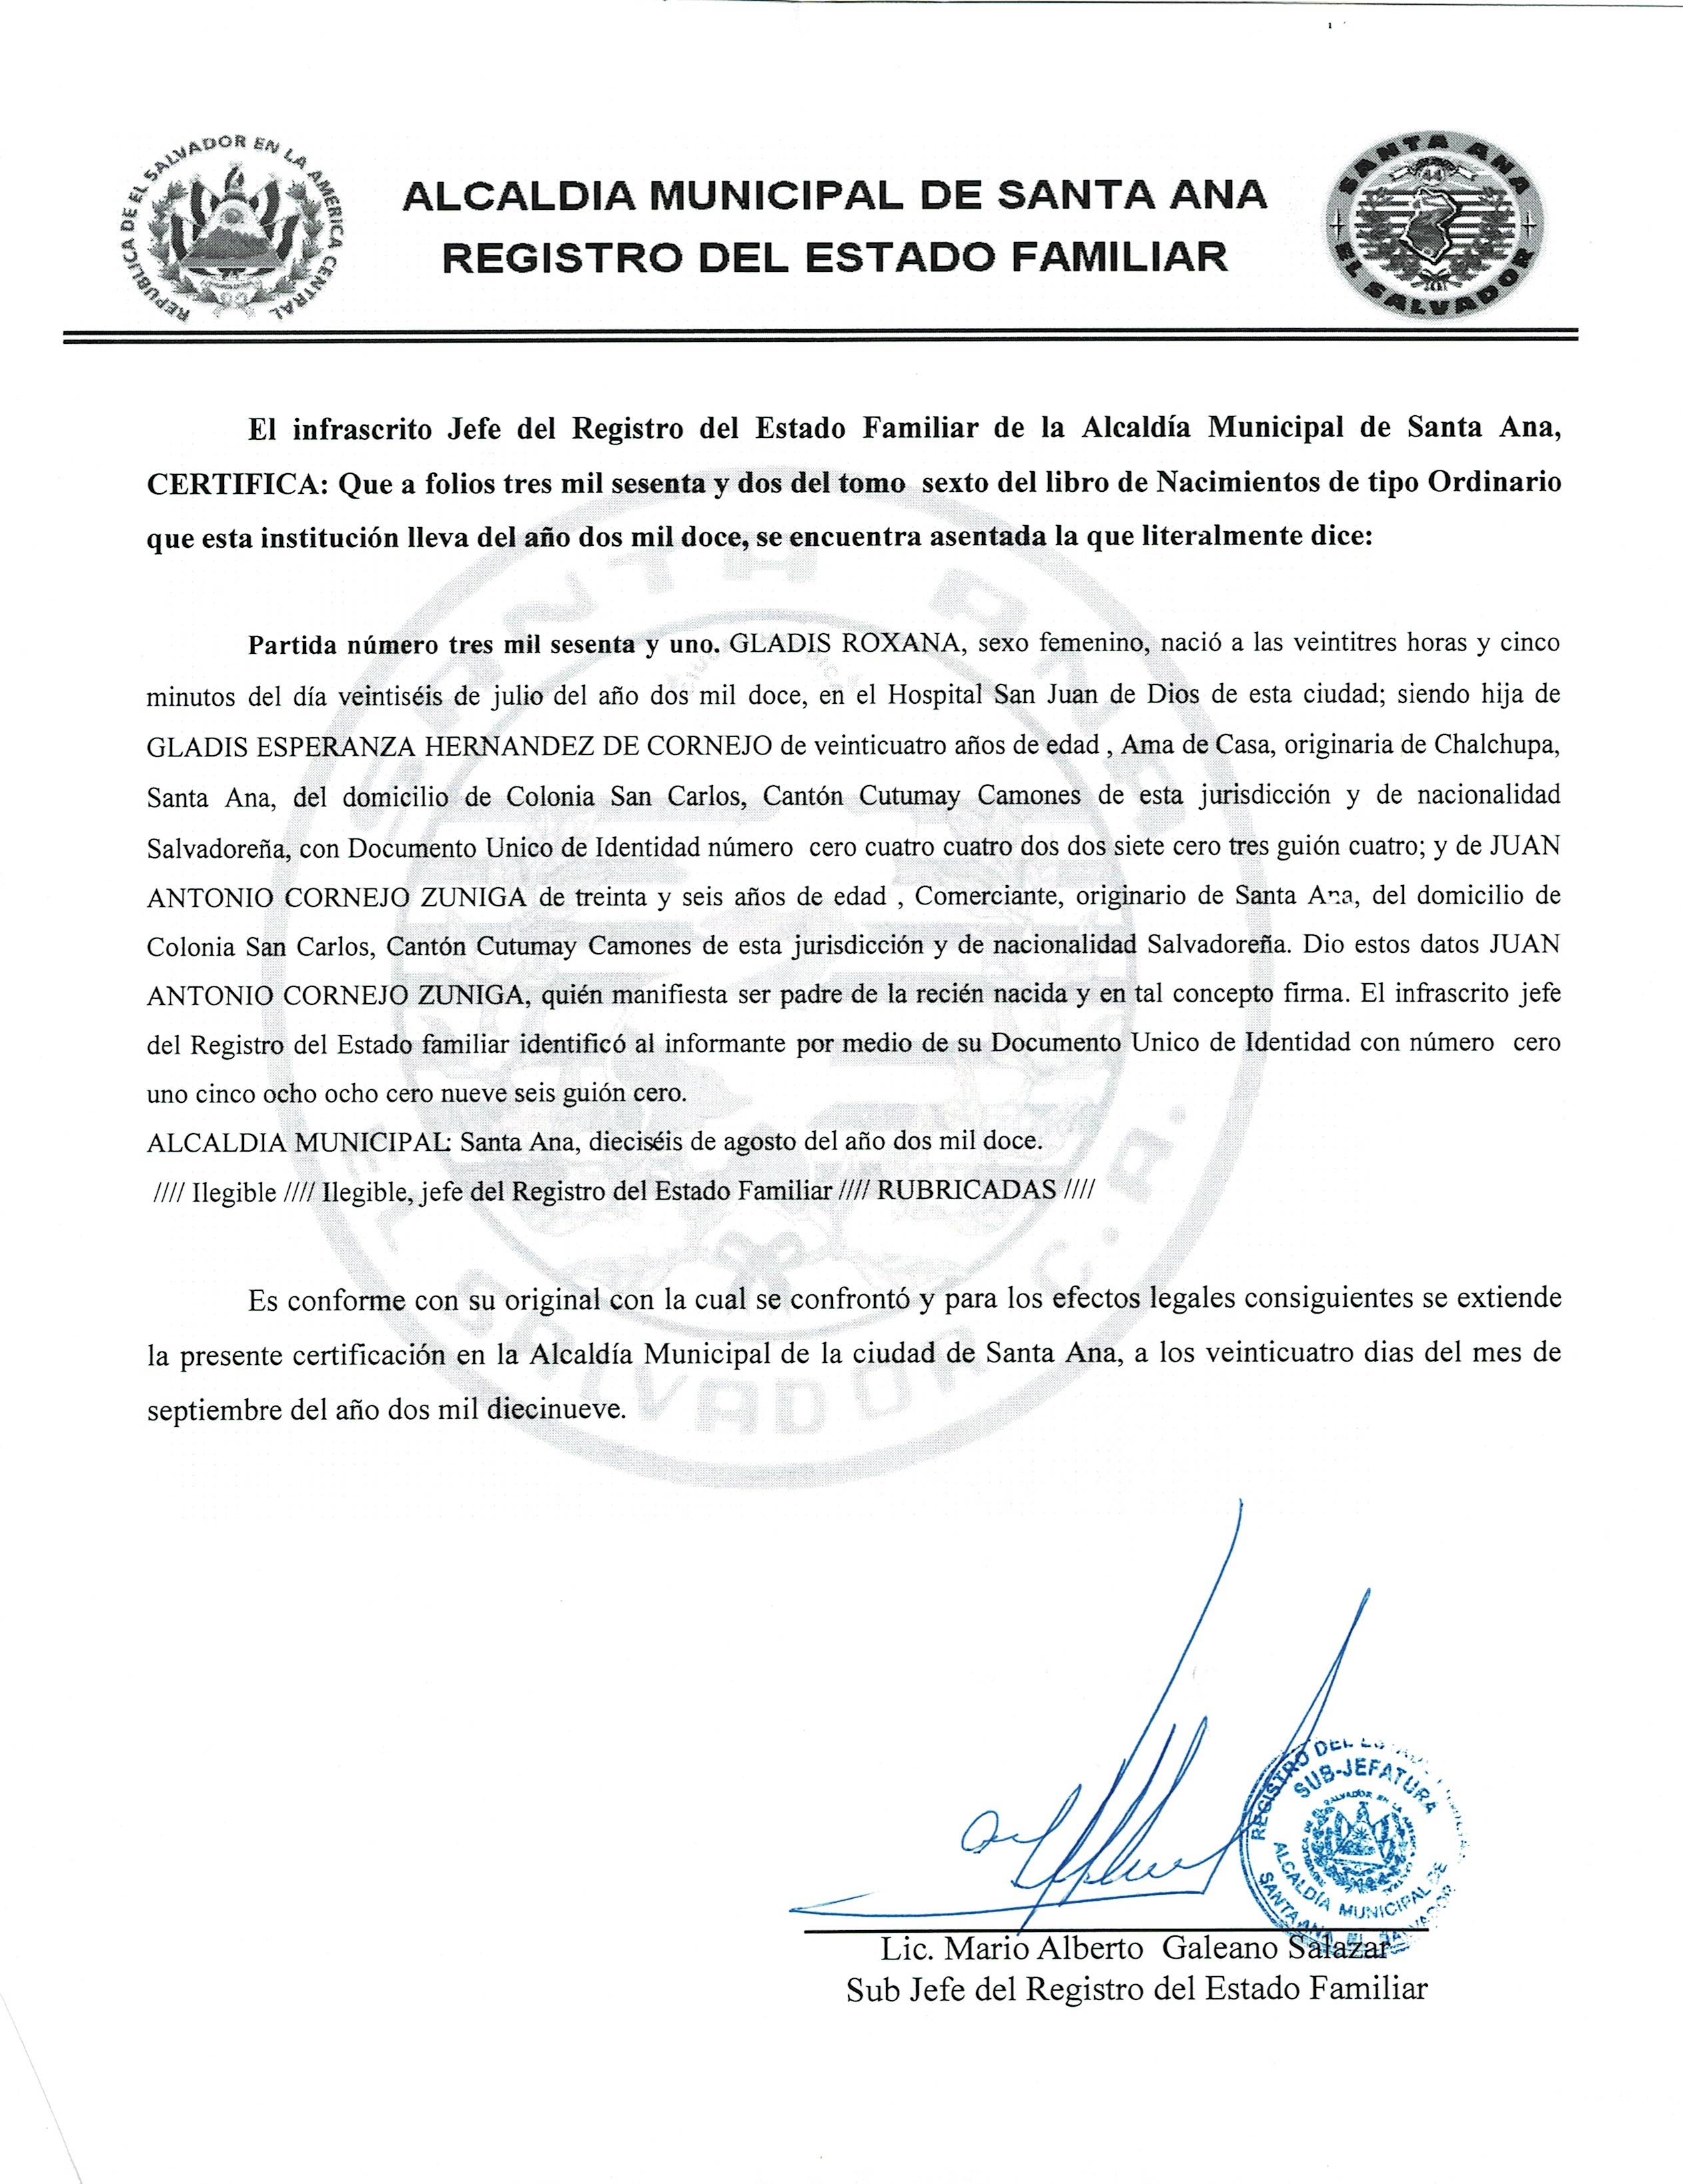 REPUBLICA DE EL SALVADOR EN LA AMERICA CENTRAL
ALCALDIA MUNICIPAL DE SANTA ANA
REGISTRO DEL ESTADO FAMILIAR
SANTA ANA
44
EL SALVADOR
El infrascrito Jefe del Registro del Estado Familiar de la Alcaldía Municipal de Santa Ana,
CERTIFICA: Que a folios tres mil sesenta y dos del tomo sexto del libro de Nacimientos de tipo Ordinario
que esta institución lleva del año dos mil doce, se encuentra asentada la que literalmente dice:
Partida número tres mil sesenta y uno. GLADIS ROXANA, sexo femenino, nació a las veintitres horas y cinco
minutos del día veintiséis de julio del año dos mil doce, en el Hospital San Juan de Dios de esta ciudad; siendo hija de
GLADIS ESPERANZA HERNANDEZ DE CORNEJO de veinticuatro años de edad , Ama de Casa, originaria de Chalchupa,
Santa Ana, del domicilio de Colonia San Carlos, Cantón Cutumay Camones de esta jurisdicción y de nacionalidad
Salvadoreña, con Documento Unico de Identidad número cero cuatro cuatro dos dos siete cero tres guión cuatro; y de JUAN
ANTONIO CORNEJO ZUNIGA de treinta y seis años de edad , Comerciante, originario de Santa Ana, del domicilio de
Colonia San Carlos, Cantón Cutumay Camones de esta jurisdicción y de nacionalidad Salvadoreña. Dio estos datos JUAN
ANTONIO CORNEJO ZUNIGA, quién manifiesta ser padre de la recién nacida y en tal concepto firma. El infrascrito jefe
del Registro del Estado familiar identificó al informante por medio de su Documento Unico de Identidad con número cero
uno cinco ocho ocho cero nueve seis guión cero.
ALCALDIA MUNICIPAL: Santa Ana, dieciséis de agosto del año dos mil doce.
//// Ilegible //// Ilegible, jefe del Registro del Estado Familiar //// RUBRICADAS ////
Es conforme con su original con la cual se confrontó y para los efectos legales consiguientes se extiende
la presente certificación en la Alcaldía Municipal de la ciudad de Santa Ana, a los veinticuatro dias del mes de
septiembre del año dos mil diecinueve.
REGISTRO DEL
SUB-JEFATURA
ALCALDÍA MUNICIPAL DE
SANTA ANA EL SALVADOR
Lic. Mario Alberto Galeano Salazar
Sub Jefe del Registro del Estado Familiar